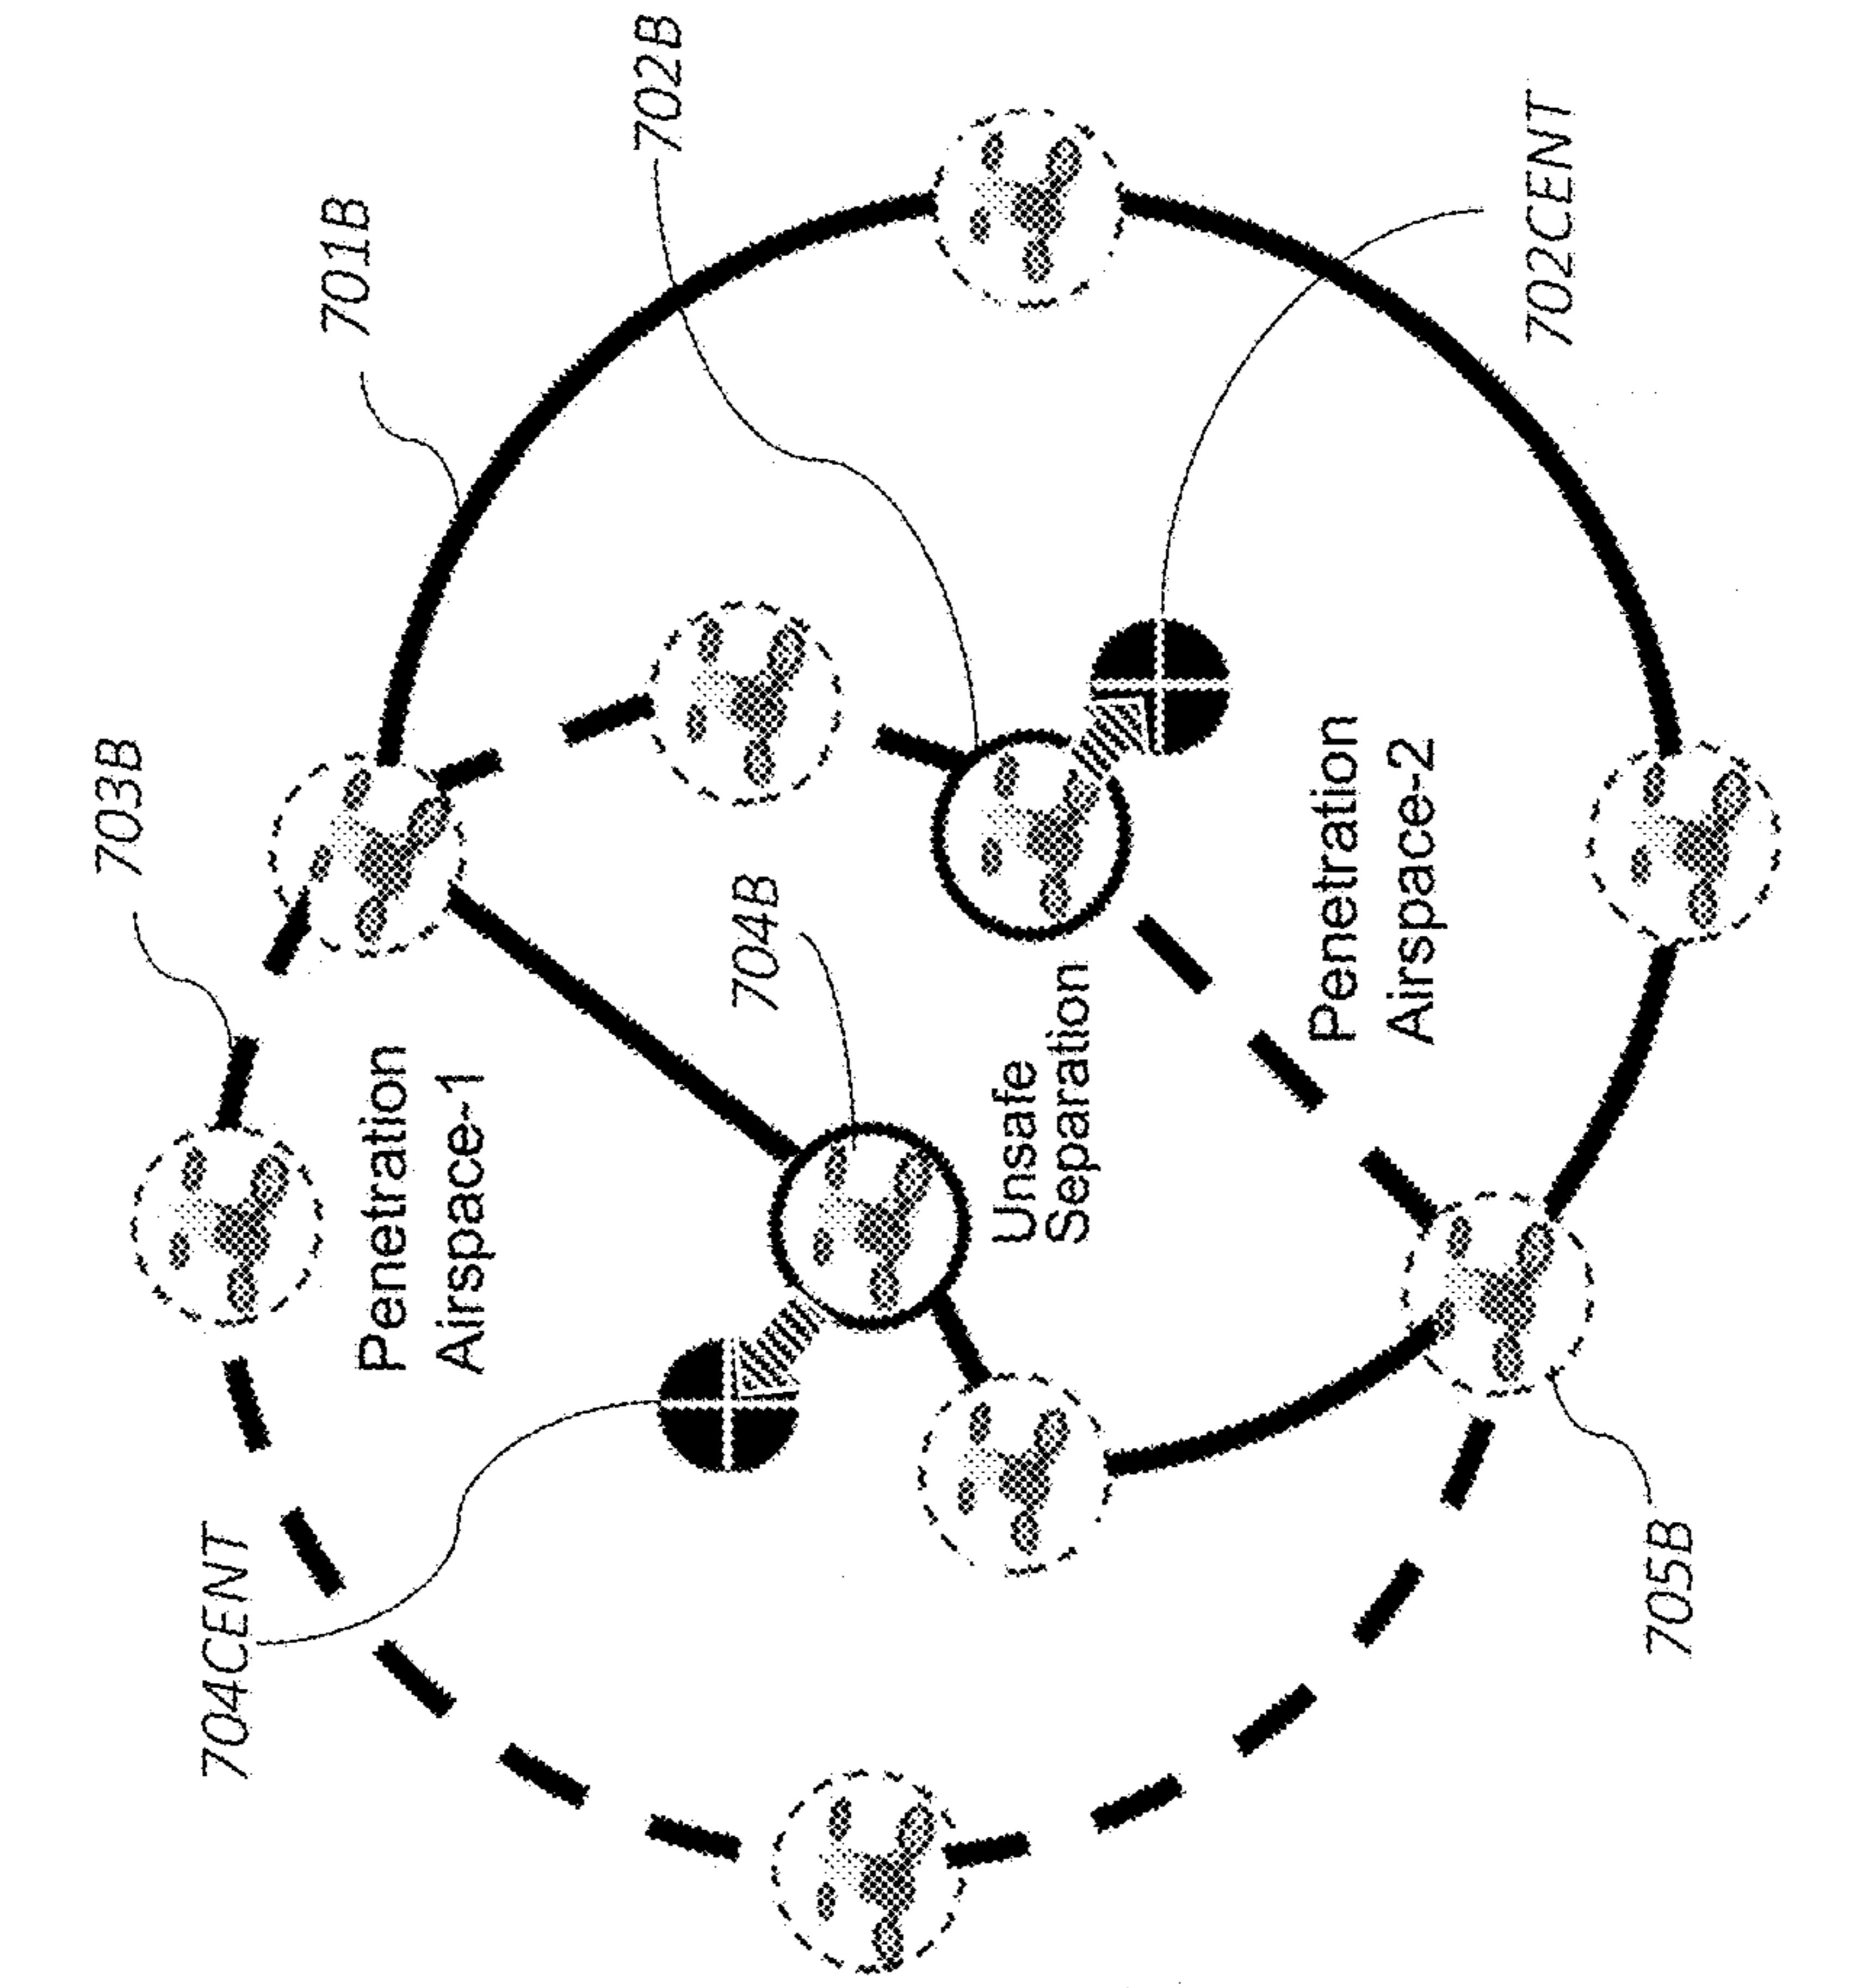 703B
701B
702B
704CENT
Penetration
Airspace-1
704B
Unsafe
Separation
Penetration
Airspace-2
702CENT
705B